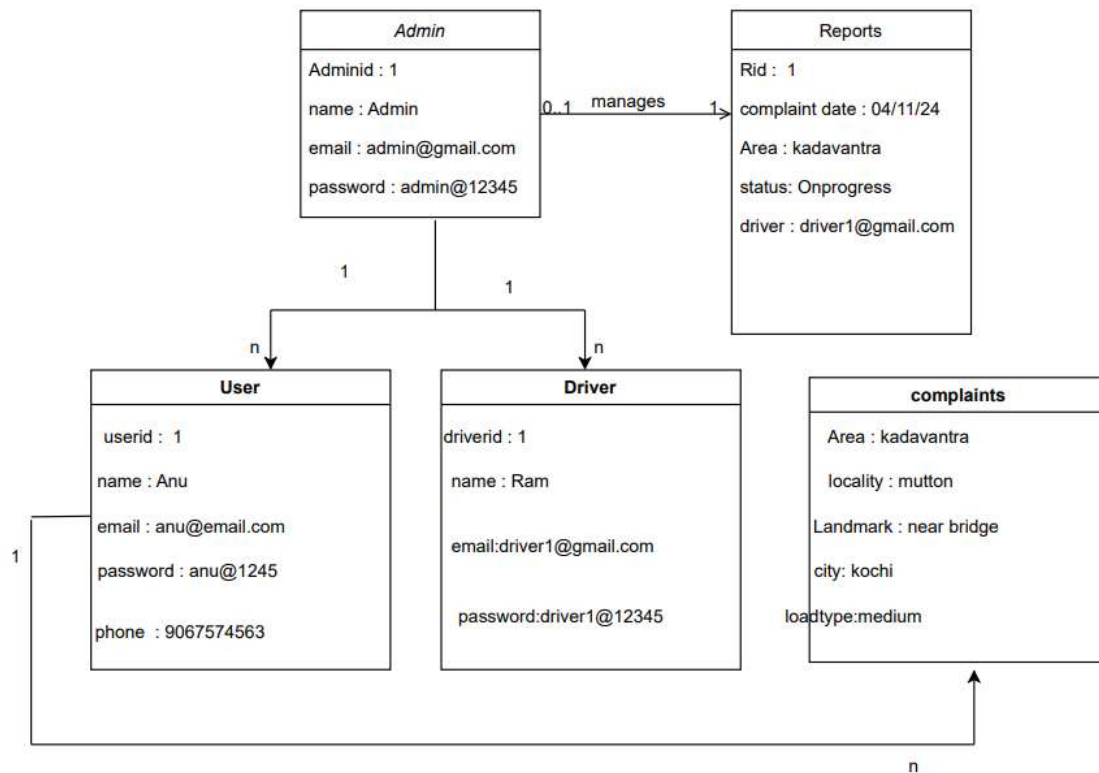 Admin
Adminid : 1
name : Admin
email : admin@gmail.com
password : admin@12345
0..1
manages
1
Reports
Rid :  1
complaint date : 04/11/24
Area : kadavantra
status: Onprogress
driver : driver1@gmail.com
1
1
n
n
User
userid :  1
name : Anu
email : anu@email.com
password : anu@1245
phone  : 9067574563
Driver
driverid : 1
name : Ram
email:driver1@gmail.com
password:driver1@12345
complaints
Area : kadavantra
locality : mutton
Landmark : near bridge
city: kochi
loadtype:medium
1
n